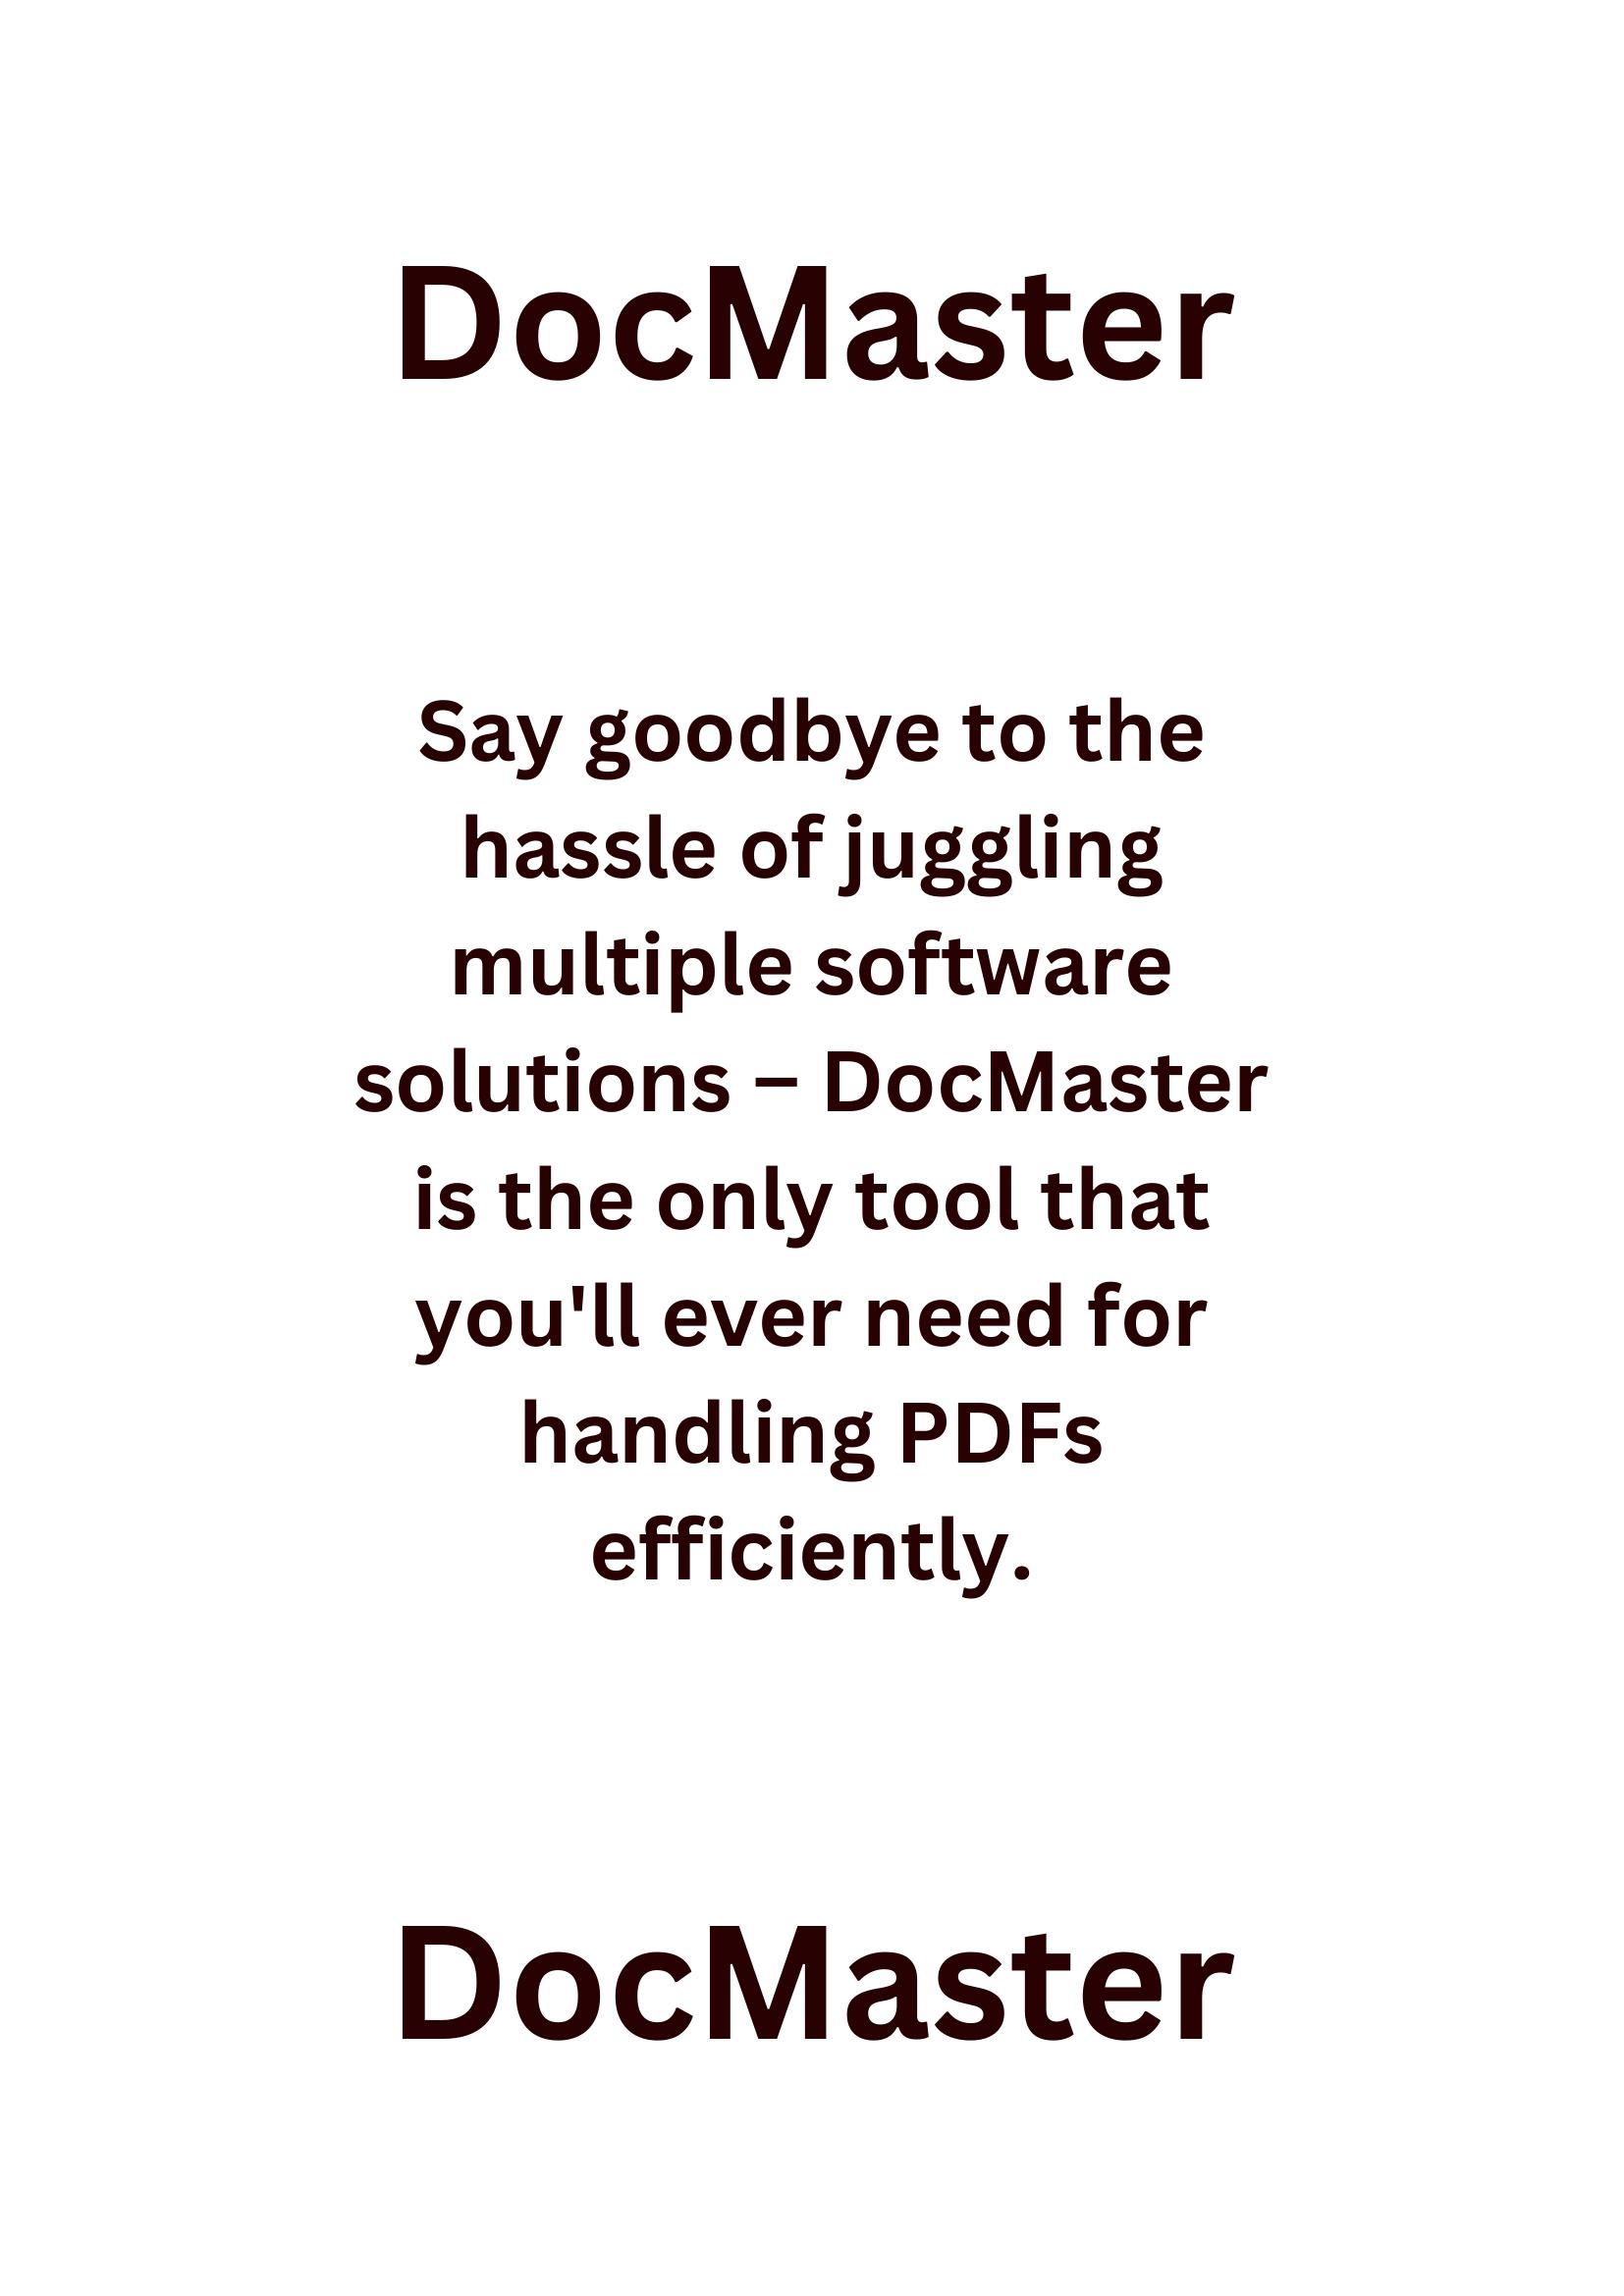 DocMaster
Say goodbye to the
hassle of juggling
multiple software
solutions – DocMaster
is the only tool that
you'll ever need for
handling PDFs
efficiently.
DocMaster